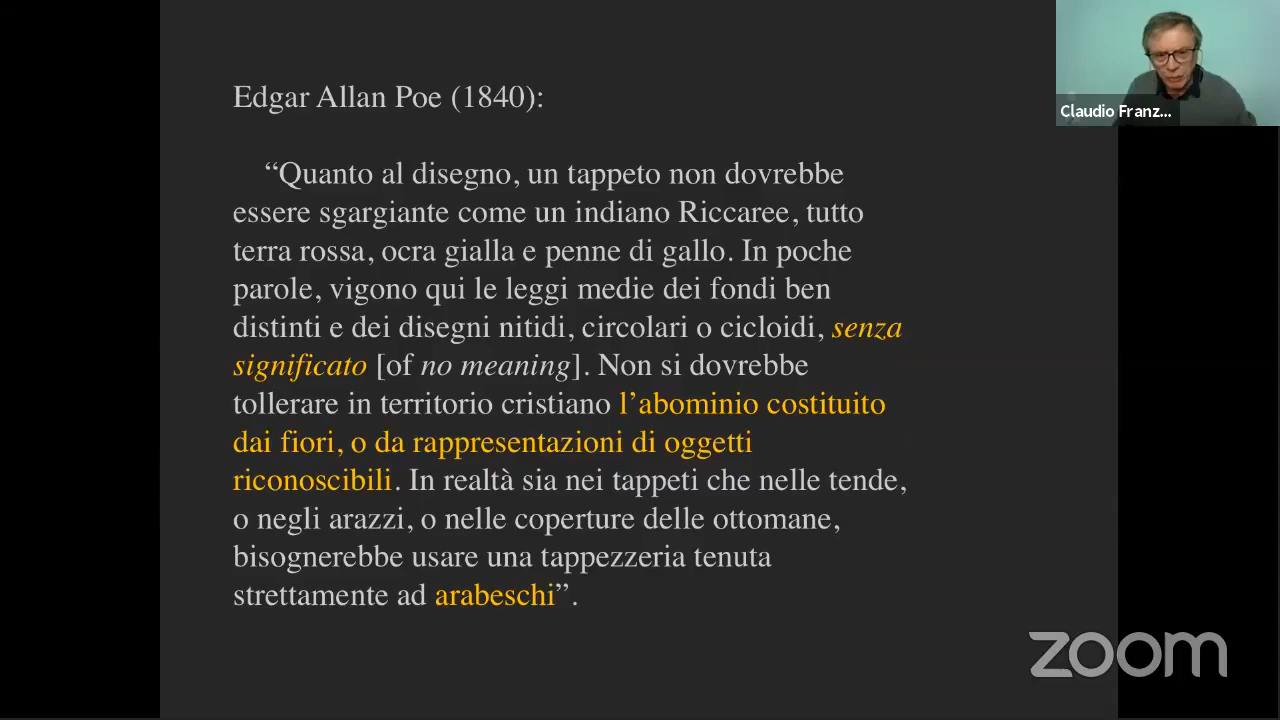 Edgar Allan Poe (1840):
“Quanto al disegno, un tappeto non dovrebbe
essere sgargiante come un indiano Riccaree, tutto
terra rossa, ocra gialla e penne di gallo. In poche
parole, vigono qui le leggi medie dei fondi ben
distinti e dei disegni nitidi, circolari o cicloidi, senza
significato [of no meaning]. Non si dovrebbe
tollerare in territorio cristiano l’abominio costituito
dai fiori, o da rappresentazioni di oggetti
riconoscibili. In realtà sia nei tappeti che nelle tende,
o negli arazzi, o nelle coperture delle ottomane,
bisognerebbe usare una tappezzeria tenuta
strettamente ad arabeschi”.
Claudio Franz...
zoom